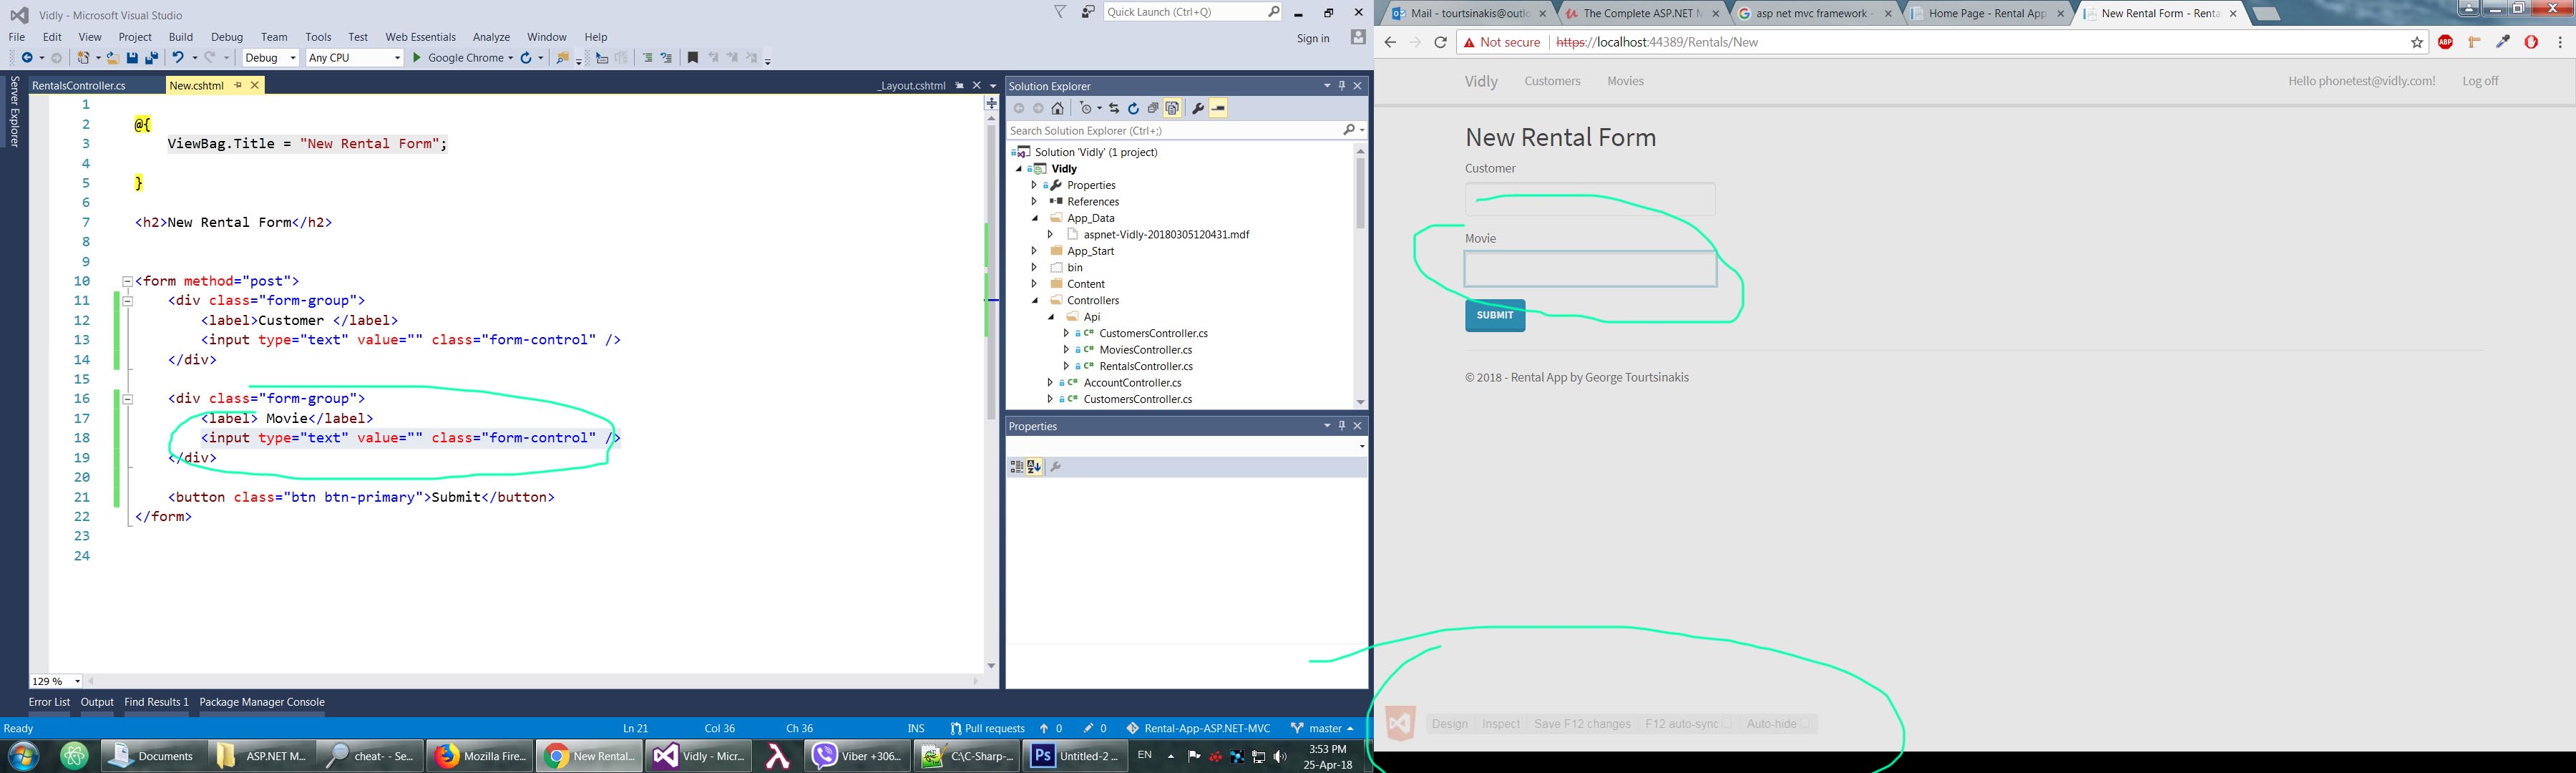 Vidly - Microsoft Visual Studio
Quick Launch (Ctrl+Q)
File Edit View Project Build Debug Team Tools Test Web Essentials Analyze Window Help
Sign in
Debug Any CPU Google Chrome
Server Explorer
RentalsController.cs New.cshtml _Layout.cshtml
1
2 @{
3 ViewBag.Title = "New Rental Form";
4
5 }
6
7 <h2>New Rental Form</h2>
8
9
10 <form method="post">
11 <div class="form-group">
12 <label>Customer </label>
13 <input type="text" value="" class="form-control" />
14 </div>
15
16 <div class="form-group">
17 <label> Movie</label>
18 <input type="text" value="" class="form-control" />
19 </div>
20
21 <button class="btn btn-primary">Submit</button>
22 </form>
23
24
129 %
Solution Explorer
Search Solution Explorer (Ctrl+;)
Solution 'Vidly' (1 project)
Vidly
Properties
References
App_Data
aspnet-Vidly-20180305120431.mdf
App_Start
bin
Content
Controllers
Api
CustomersController.cs
MoviesController.cs
RentalsController.cs
AccountController.cs
CustomersController.cs
Properties
Error List Output Find Results 1 Package Manager Console
Ready Ln 21 Col 36 Ch 36 INS Pull requests 0 0 Rental-App-ASP.NET-MVC master
Documents ASP.NET M... cheat- - Se... Mozilla Fire... New Rental... Vidly - Micr... Viber +306... C:\C-Sharp-... Untitled-2 ... EN
3:53 PM
25-Apr-18
Mail - tourtsinakis@outlo The Complete ASP.NET M asp net mvc framework - Home Page - Rental App New Rental Form - Renta
Not secure https://localhost:44389/Rentals/New
ABP
Vidly Customers Movies Hello phonetest@vidly.com! Log off
New Rental Form
Customer
Movie
SUBMIT
© 2018 - Rental App by George Tourtsinakis
Design Inspect Save F12 changes F12 auto-sync Auto-hide